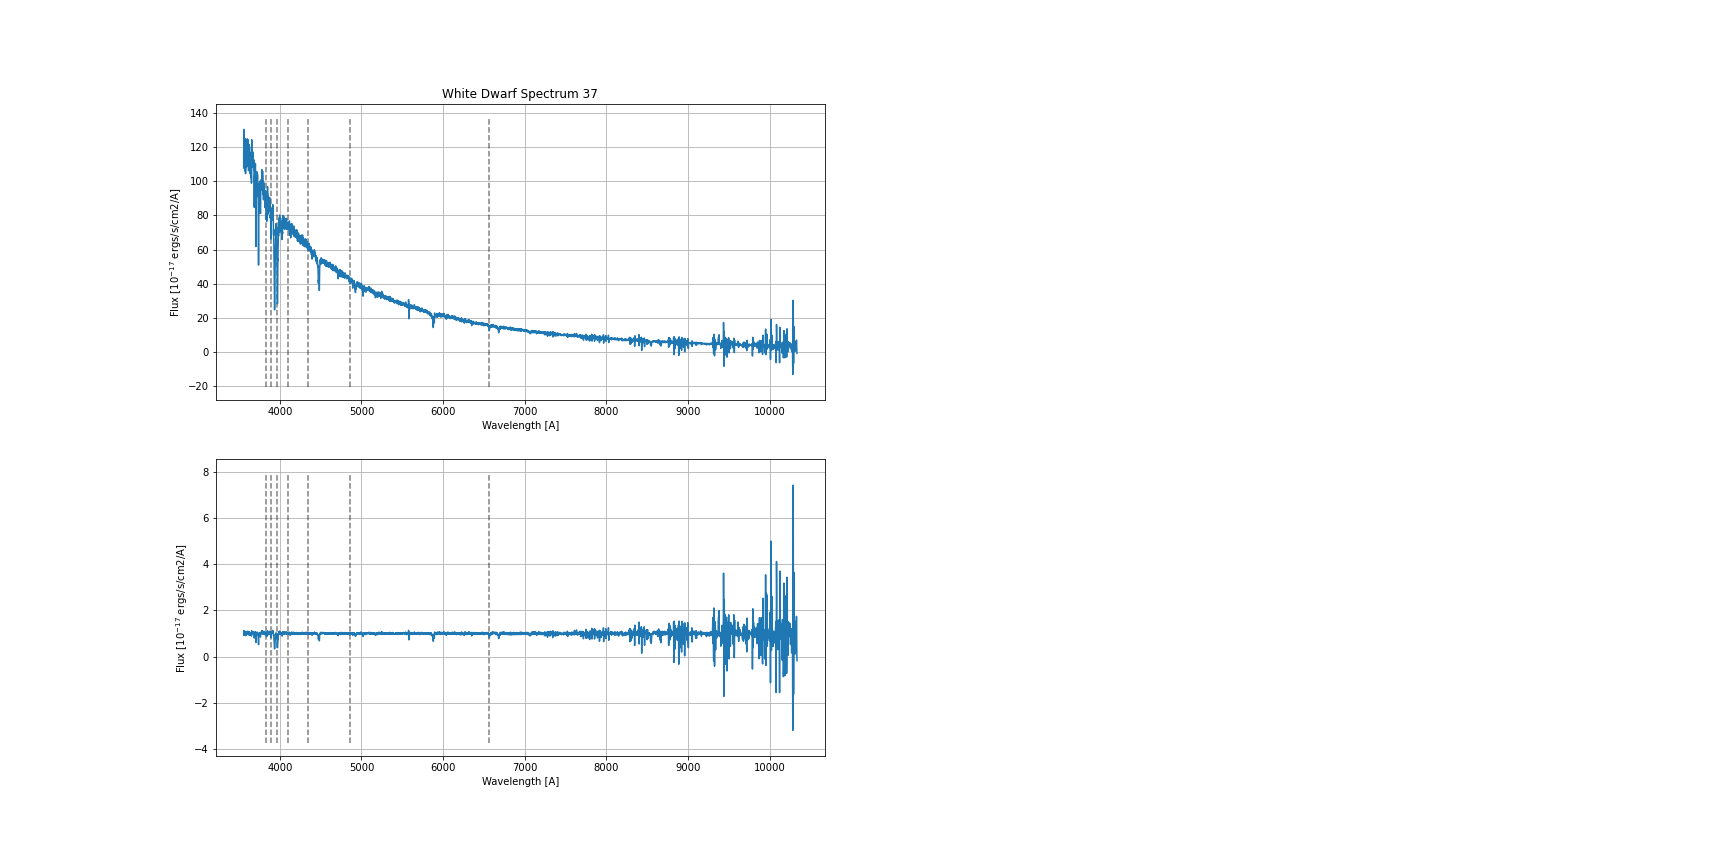 White Dwarf Spectrum 37
140
120
100
80
60
40
20
0
−20
Flux [10⁻¹⁷ ergs/s/cm2/A]
4000 5000 6000 7000 8000 9000 10000
Wavelength [A]
8
6
4
2
0
−2
−4
Flux [10⁻¹⁷ ergs/s/cm2/A]
4000 5000 6000 7000 8000 9000 10000
Wavelength [A]